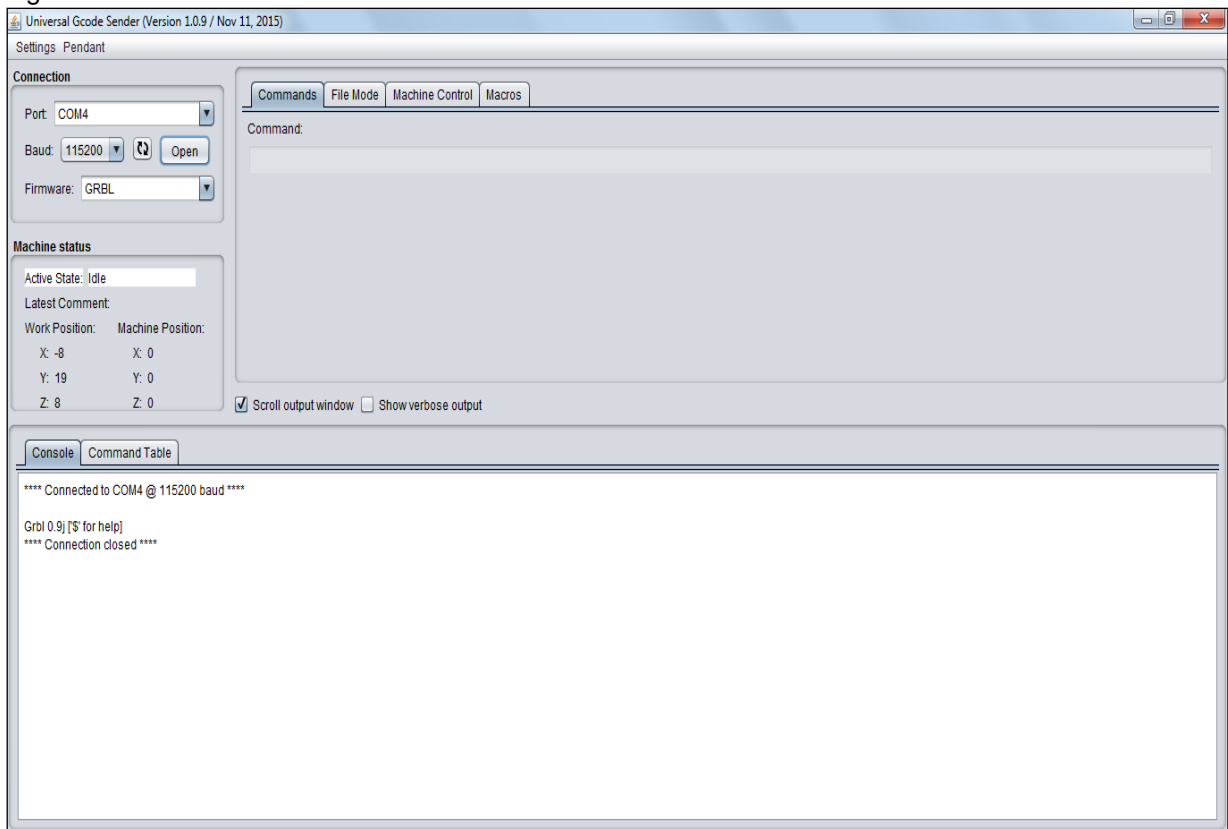 Universal Gcode Sender (Version 1.0.9 / Nov 11, 2015)
Settings Pendant
Connection
Port: COM4
Baud: 115200 Open
Firmware: GRBL
Machine status
Active State: Idle
Latest Comment:
Work Position: Machine Position:
X: -8 X: 0
Y: 19 Y: 0
Z: 8 Z: 0
Commands File Mode Machine Control Macros
Command:
Scroll output window Show verbose output
Console Command Table
**** Connected to COM4 @ 115200 baud ****
Grbl 0.9j ['$' for help]
**** Connection closed ****